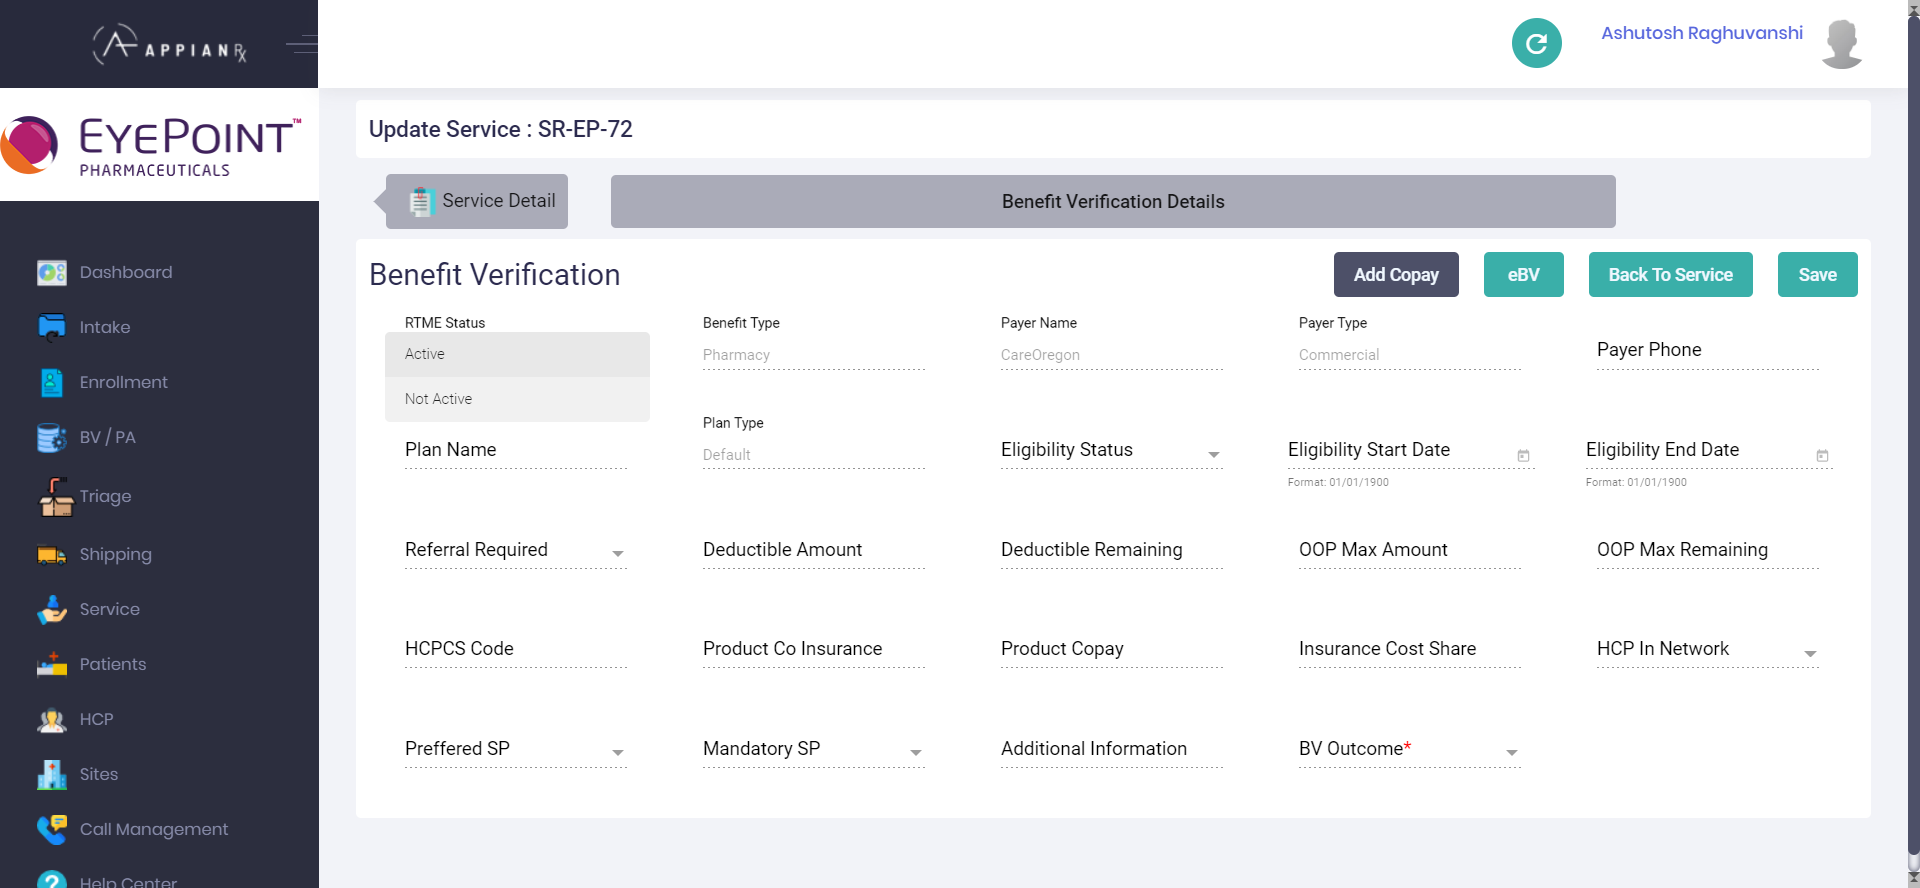 APPIANRx
Ashutosh Raghuvanshi
EYEPOINT™
PHARMACEUTICALS
Update Service : SR-EP-72
Service Detail
Benefit Verification Details
Dashboard
Intake
Enrollment
BV / PA
Triage
Shipping
Service
Patients
HCP
Sites
Call Management
Help Center
Benefit Verification
Add Copay
eBV
Back To Service
Save
RTME Status
Active
Not Active
Benefit Type
Pharmacy
Payer Name
CareOregon
Payer Type
Commercial
Payer Phone
Plan Name
Plan Type
Default
Eligibility Status
Eligibility Start Date
Format: 01/01/1900
Eligibility End Date
Format: 01/01/1900
Referral Required
Deductible Amount
Deductible Remaining
OOP Max Amount
OOP Max Remaining
HCPCS Code
Product Co Insurance
Product Copay
Insurance Cost Share
HCP In Network
Preffered SP
Mandatory SP
Additional Information
BV Outcome*